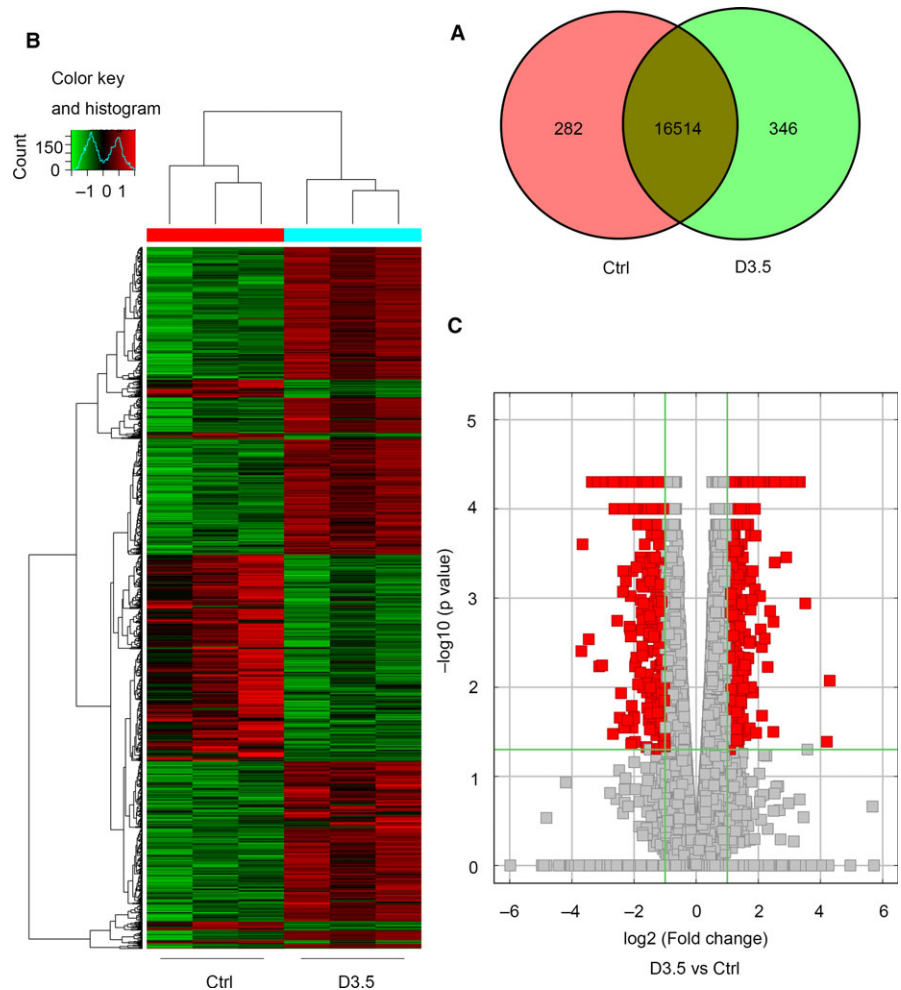 A
282
16514
346
Ctrl
D3.5
B
Color key
and histogram
Count
150
0
−1 0 1
Ctrl
D3.5
C
−log10 (p value)
5
4
3
2
1
0
−6 −4 −2 0 2 4 6
log2 (Fold change)
D3.5 vs Ctrl